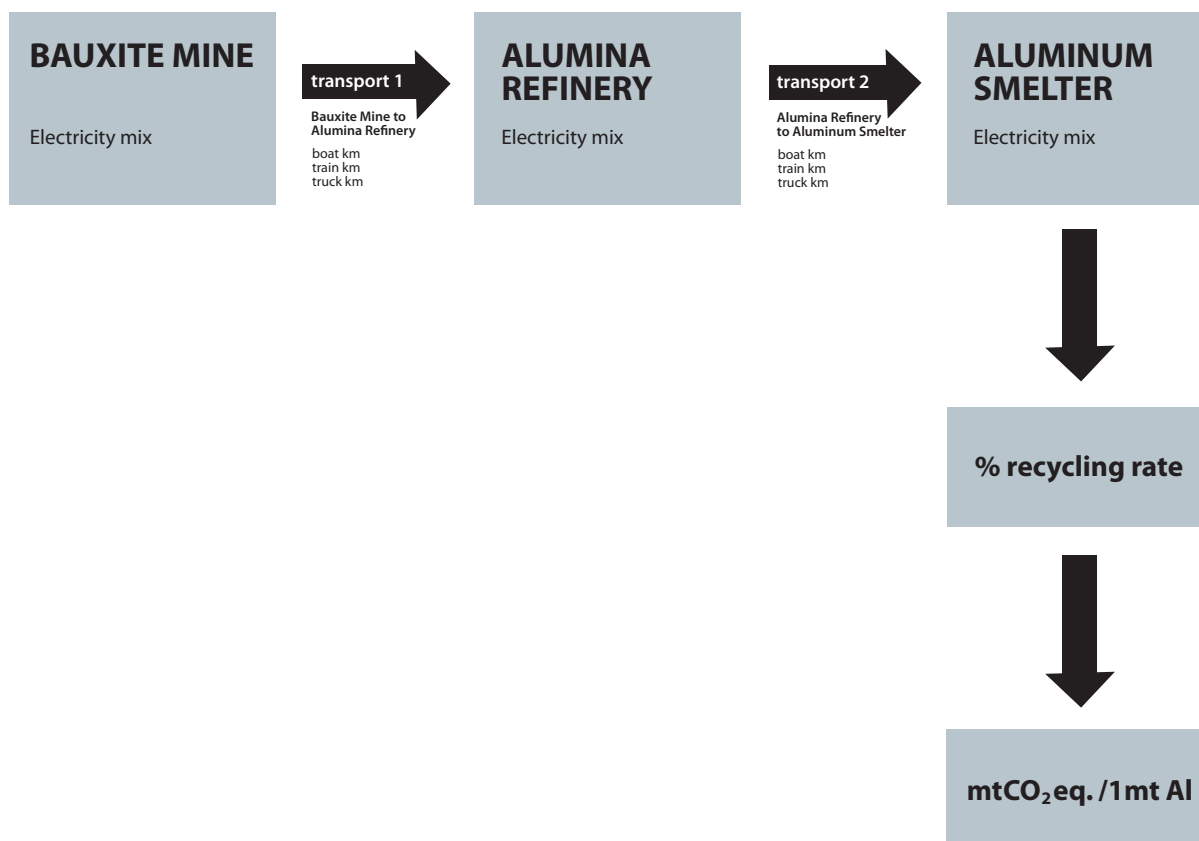 BAUXITE MINE
Electricity mix
transport 1
Bauxite Mine to
Alumina Refinery
boat km
train km
truck km
ALUMINA
REFINERY
Electricity mix
transport 2
Alumina Refinery
to Aluminum Smelter
boat km
train km
truck km
ALUMINUM
SMELTER
Electricity mix
% recycling rate
mtCO₂eq. /1mt Al